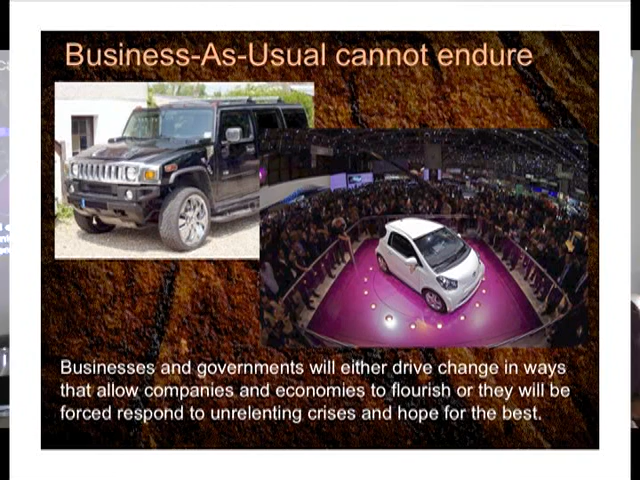 Business-As-Usual cannot endure
Businesses and governments will either drive change in ways
that allow companies and economies to flourish or they will be
forced respond to unrelenting crises and hope for the best.